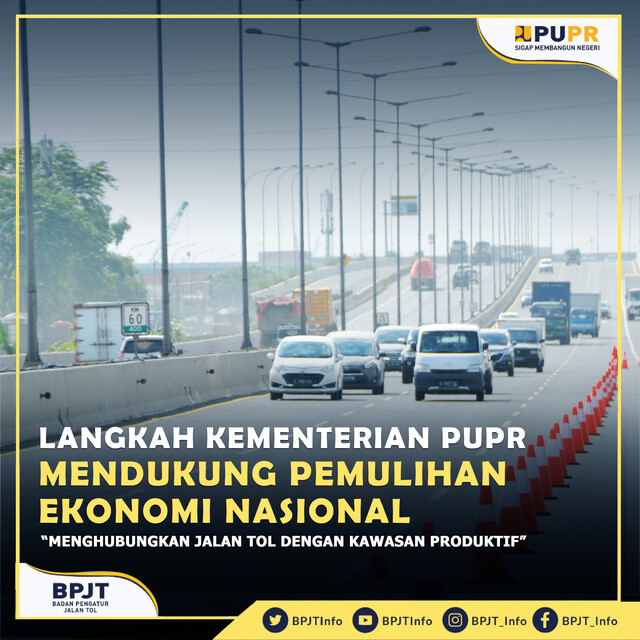 PUPR
SIGAP MEMBANGUN NEGERI
KM
60
400
LANGKAH KEMENTERIAN PUPR
MENDUKUNG PEMULIHAN
EKONOMI NASIONAL
“MENGHUBUNGKAN JALAN TOL DENGAN KAWASAN PRODUKTIF”
BPJT
BADAN PENGATUR
JALAN TOL
BPJTInfo
BPJTInfo
BPJT_Info
BPJT_Info